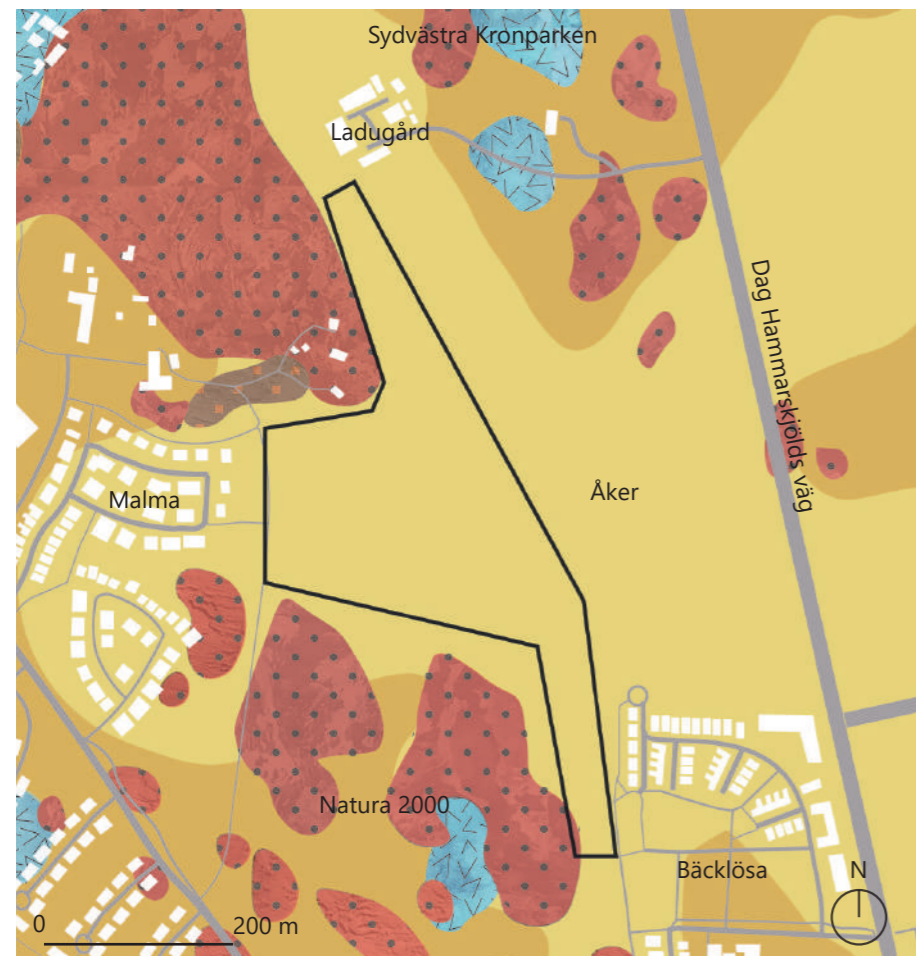 Sydvästra Kronparken
Ladugård
Dag Hammarskjölds väg
Åker
Malma
Natura 2000
Bäcklösa
N
0 200 m